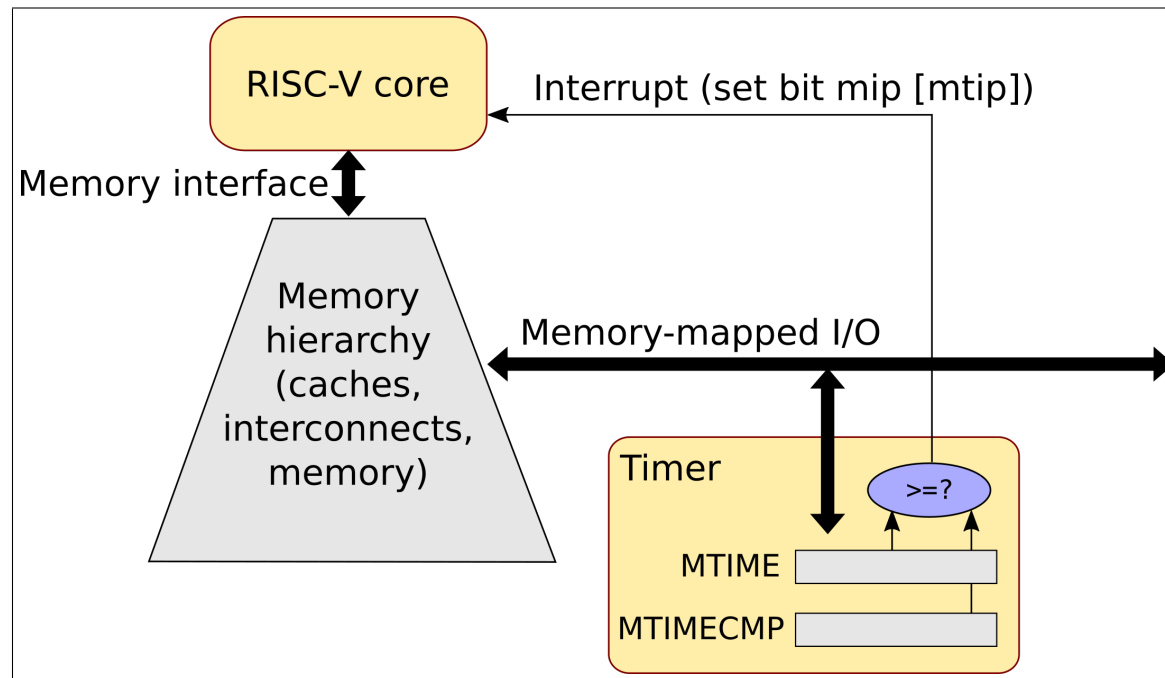 RISC-V core
Interrupt (set bit mip [mtip])
Memory interface
Memory
hierarchy
(caches,
interconnects,
memory)
Memory-mapped I/O
Timer
>=?
MTIME
MTIMECMP